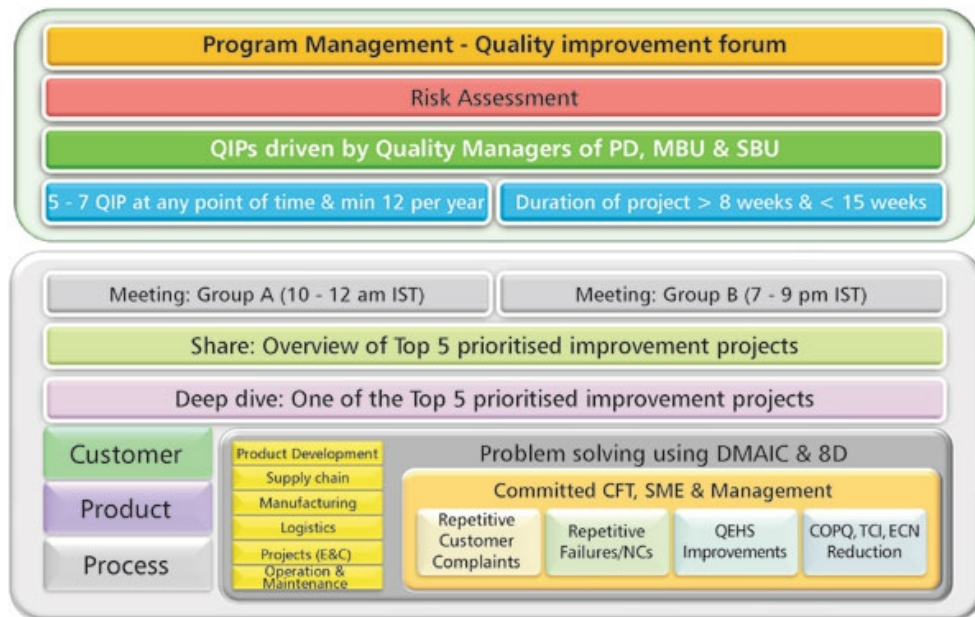 Program Management - Quality improvement forum
Risk Assessment
QIPs driven by Quality Managers of PD, MBU & SBU
5 - 7 QIP at any point of time & min 12 per year
Duration of project > 8 weeks & < 15 weeks
Meeting: Group A (10 - 12 am IST)
Meeting: Group B (7 - 9 pm IST)
Share: Overview of Top 5 prioritised improvement projects
Deep dive: One of the Top 5 prioritised improvement projects
Customer
Product
Process
Product Development
Supply chain
Manufacturing
Logistics
Projects (E&C)
Operation &
Maintenance
Problem solving using DMAIC & 8D
Committed CFT, SME & Management
Repetitive
Customer
Complaints
Repetitive
Failures/NCs
QEHS
Improvements
COPQ, TCI, ECN
Reduction